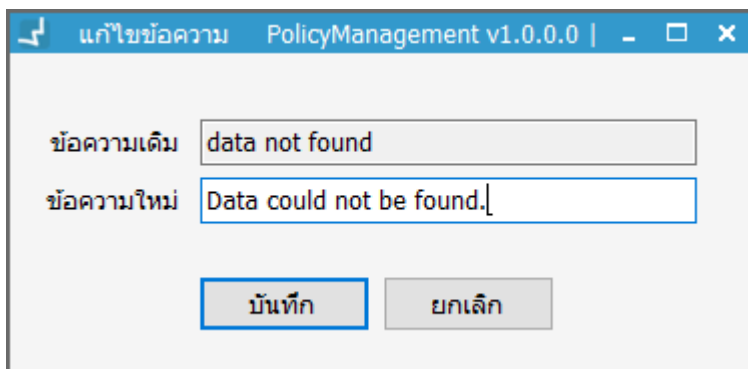 แก้ไขข้อความ PolicyManagement v1.0.0.0 |
ข้อความเดิม data not found
ข้อความใหม่ Data could not be found.
บันทึก ยกเลิก